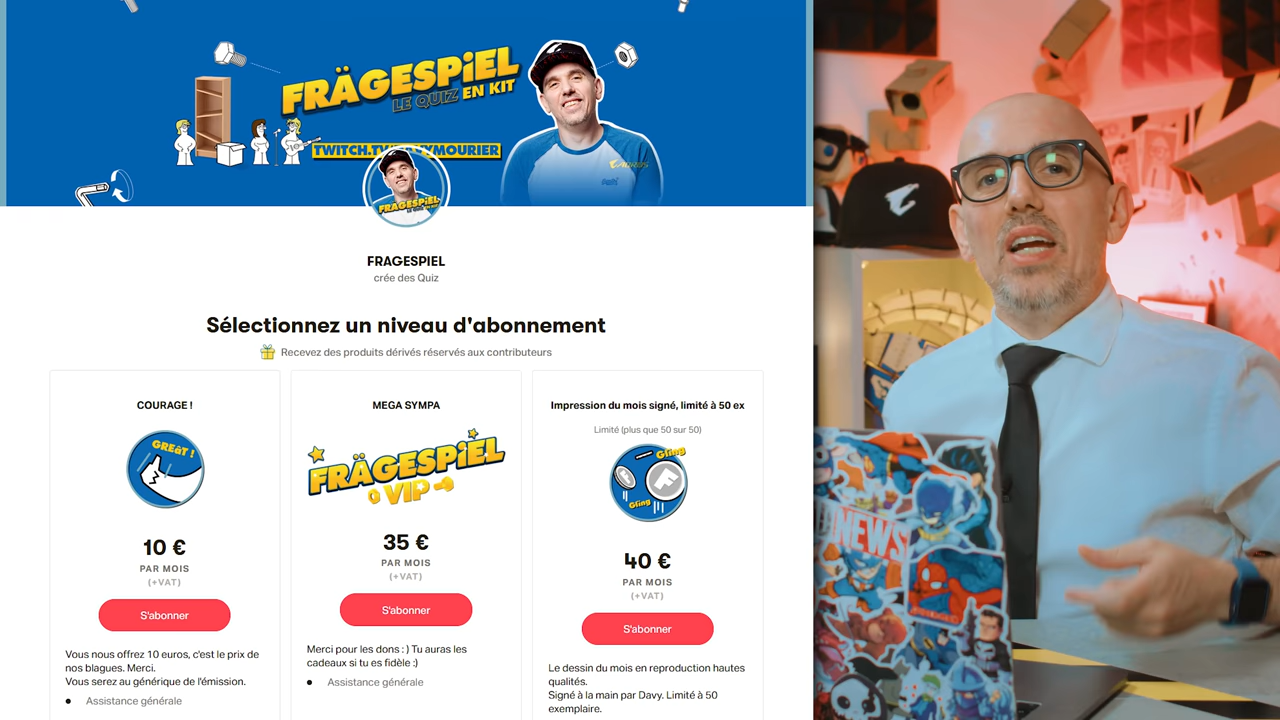 FRÄGESPiEL
LE QUIZ EN KIT
MOURIER
FRÄGESPiEL
FRAGESPIEL
crée des Quiz
Sélectionnez un niveau d'abonnement
Recevez des produits dérivés réservés aux contributeurs
COURAGE !
GREàT !
10 €
PAR MOIS
(+VAT)
S'abonner
Vous nous offrez 10 euros, c'est le prix de
nos blagues. Merci.
Vous serez au générique de l'émission.
Assistance générale
MEGA SYMPA
FRÄGESPiEL
VIP
35 €
PAR MOIS
(+VAT)
S'abonner
Merci pour les dons : ) Tu auras les
cadeaux si tu es fidèle :)
Assistance générale
Impression du mois signé, limité à 50 ex
Limité (plus que 50 sur 50)
Gling
F
Gling
40 €
PAR MOIS
(+VAT)
S'abonner
Le dessin du mois en reproduction hautes
qualités.
Signé à la main par Davy. Limité à 50
exemplaire.
NEWS